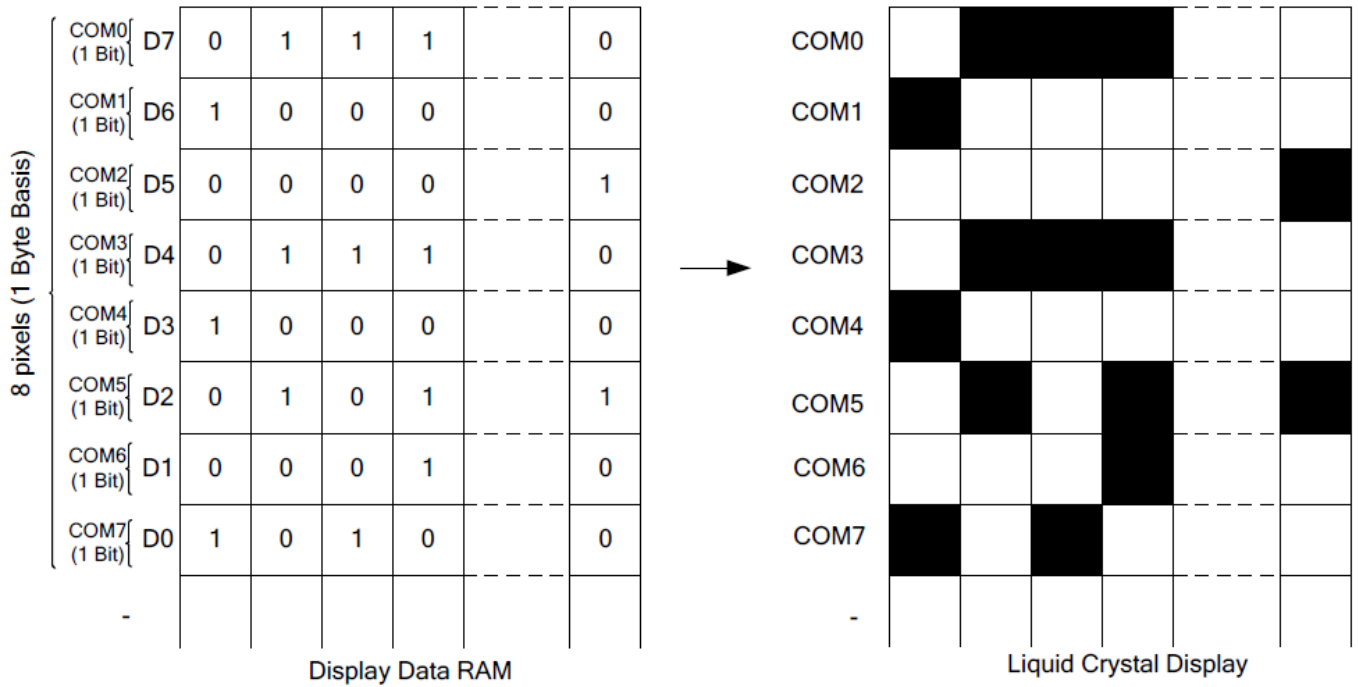 8 pixels (1 Byte Basis)
COM0 (1 Bit) D7 0 1 1 1 0
COM1 (1 Bit) D6 1 0 0 0 0
COM2 (1 Bit) D5 0 0 0 0 1
COM3 (1 Bit) D4 0 1 1 1 0
COM4 (1 Bit) D3 1 0 0 0 0
COM5 (1 Bit) D2 0 1 0 1 1
COM6 (1 Bit) D1 0 0 0 1 0
COM7 (1 Bit) D0 1 0 1 0 0
-
Display Data RAM
COM0
COM1
COM2
COM3
COM4
COM5
COM6
COM7
-
Liquid Crystal Display